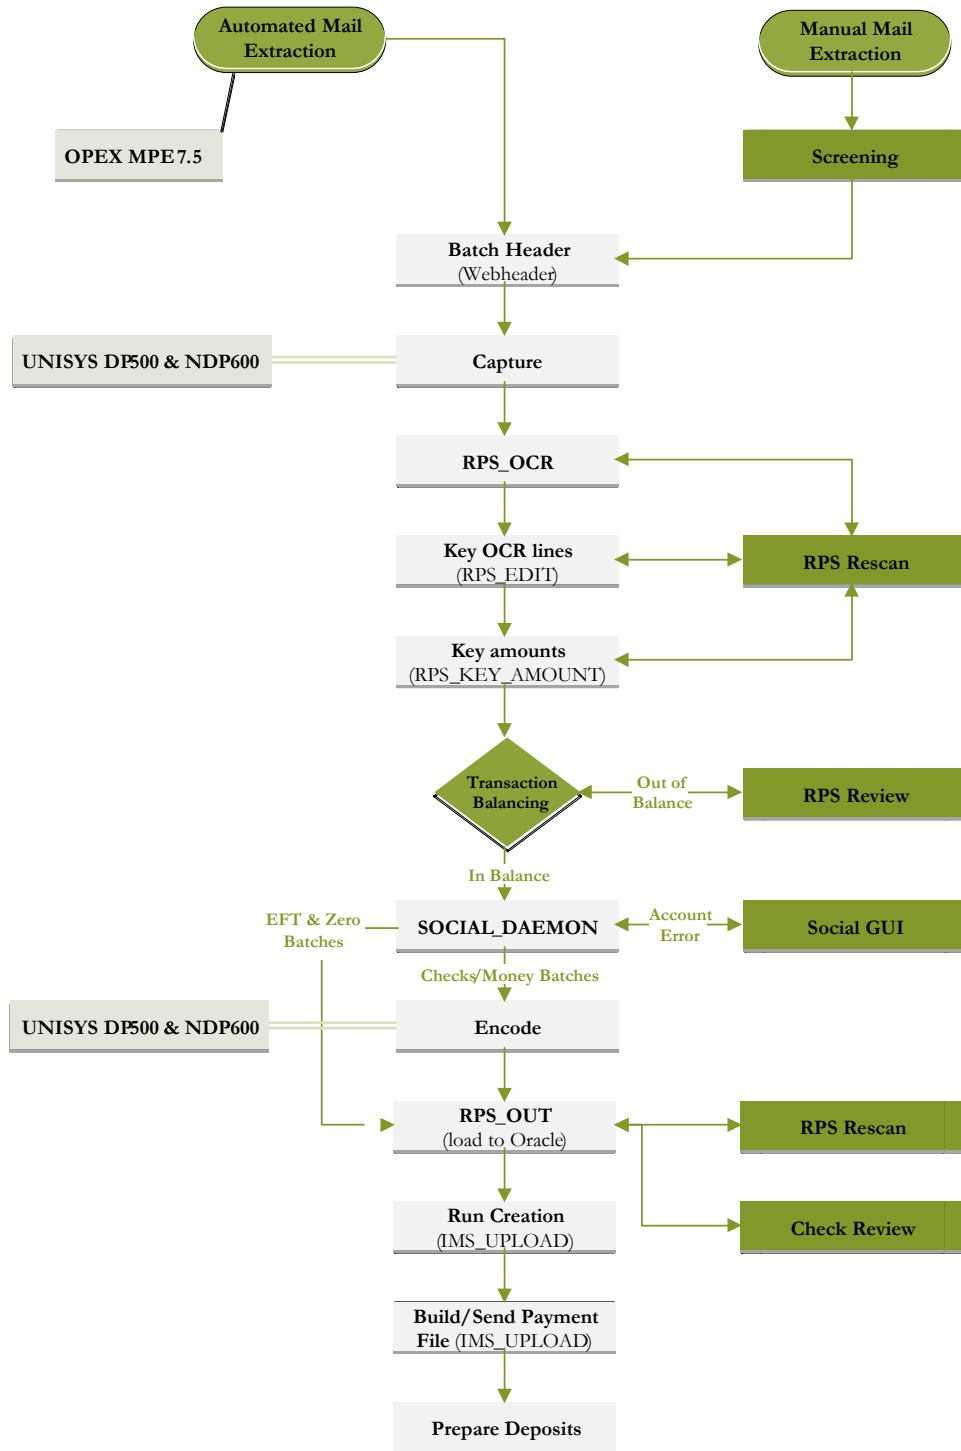 Automated Mail
Extraction
Manual Mail
Extraction
OPEX MPE 7.5
Screening
Batch Header
(Webheader)
UNISYS DP500 & NDP600
Capture
RPS_OCR
Key OCR lines
(RPS_EDIT)
RPS Rescan
Key amounts
(RPS_KEY_AMOUNT)
Transaction
Balancing
Out of
Balance
RPS Review
In Balance
EFT & Zero
Batches
SOCIAL_DAEMON
Account
Error
Social GUI
Checks/Money Batches
UNISYS DP500 & NDP600
Encode
RPS_OUT
(load to Oracle)
RPS Rescan
Run Creation
(IMS_UPLOAD)
Check Review
Build/Send Payment
File (IMS_UPLOAD)
Prepare Deposits